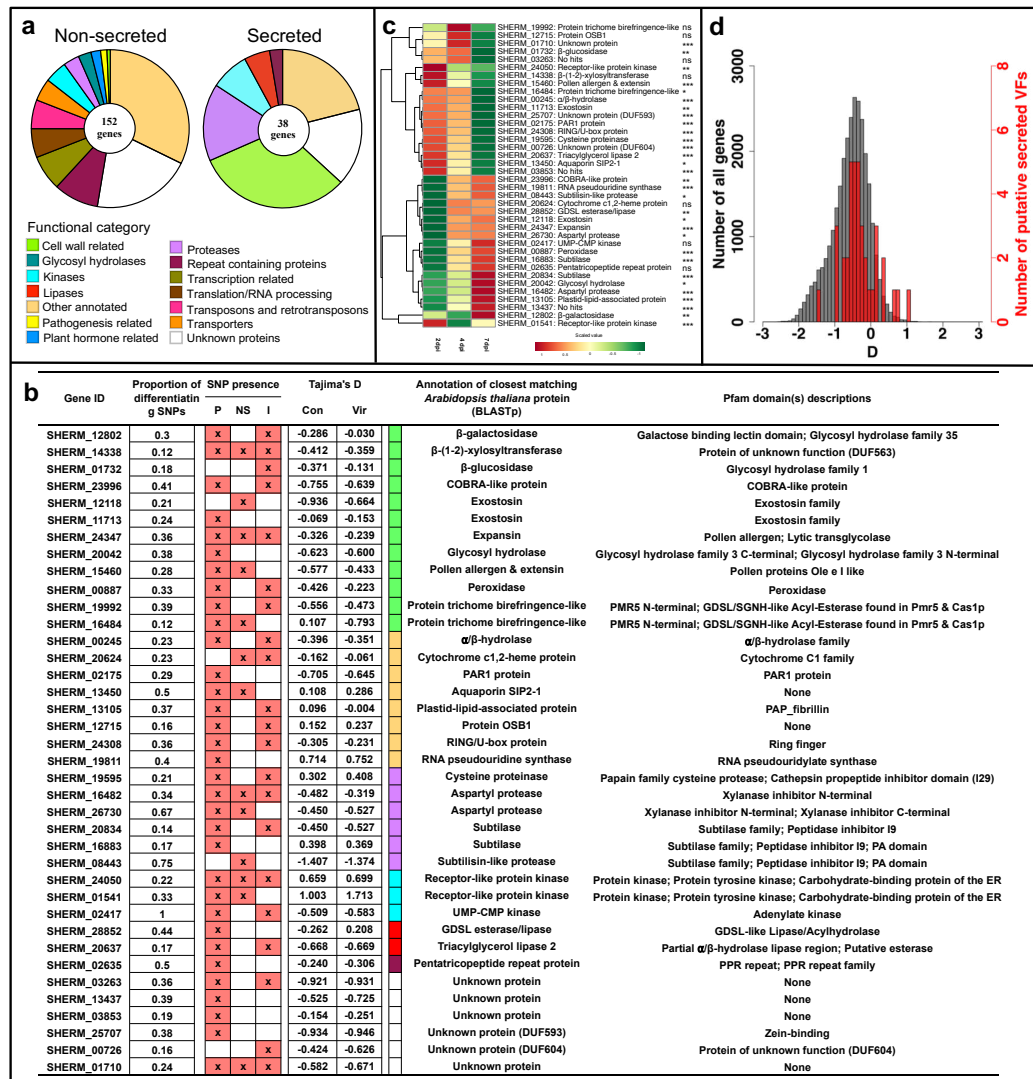 a
Non-secreted
Secreted
152
genes
38
genes
Functional category
Cell wall related
Glycosyl hydrolases
Kinases
Lipases
Other annotated
Pathogenesis related
Plant hormone related
Proteases
Repeat containing proteins
Transcription related
Translation/RNA processing
Transposons and retrotransposons
Transporters
Unknown proteins
c
SHERM_19992: Protein trichome birefringence-like ns
SHERM_12715: Protein OSB1 ns
SHERM_01710: Unknown protein ***
SHERM_01732: β-glucosidase **
SHERM_03263: No hits ns
SHERM_24050: Receptor-like protein kinase **
SHERM_14338: β-(1-2)-xylosyltransferase ns
SHERM_15460: Pollen allergen & extensin ***
SHERM_16484: Protein trichome birefringence-like *
SHERM_00245: α/β-hydrolase ***
SHERM_11713: Exostosin **
SHERM_25707: Unknown protein (DUF593) ***
SHERM_02175: PAR1 protein ***
SHERM_24308: RING/U-box protein ***
SHERM_19595: Cysteine proteinase ***
SHERM_00726: Unknown protein (DUF604) ***
SHERM_20637: Triacylglycerol lipase 2 ***
SHERM_13450: Aquaporin SIP2-1 *
SHERM_03853: No hits ***
SHERM_23996: COBRA-like protein **
SHERM_19811: RNA pseudouridine synthase ***
SHERM_08443: Subtilisin-like protease *
SHERM_20624: Cytochrome c1,2-heme protein ns
SHERM_28852: GDSL esterase/lipase **
SHERM_12118: Exostosin *
SHERM_24347: Expansin ***
SHERM_26730: Aspartyl protease *
SHERM_02417: UMP-CMP kinase ns
SHERM_00887: Peroxidase ***
SHERM_16883: Subtilase ***
SHERM_02635: Pentatricopeptide repeat protein ns
SHERM_20834: Subtilase ***
SHERM_20042: Glycosyl hydrolase *
SHERM_16482: Aspartyl protease ***
SHERM_13105: Plastid-lipid-associated protein ***
SHERM_13437: No hits ***
SHERM_12802: β-galactosidase **
SHERM_01541: Receptor-like protein kinase ***
2 dpi 4 dpi 7 dpi
Scaled value
1 0.5 0 -0.5 -1
d
Number of all genes
3000
2000
1000
0
-3 -2 -1 0 1 2 3
D
8
6
4
2
0
Number of putative secreted VFs
b
Gene ID Proportion of differentiatin g SNPs SNP presence Tajima's D Annotation of closest matching Arabidopsis thaliana protein (BLASTp) Pfam domain(s) descriptions
P NS I Con Vir
SHERM_12802 0.3 x x -0.286 -0.030 β-galactosidase Galactose binding lectin domain; Glycosyl hydrolase family 35
SHERM_14338 0.12 x x x -0.412 -0.359 β-(1-2)-xylosyltransferase Protein of unknown function (DUF563)
SHERM_01732 0.18 x -0.371 -0.131 β-glucosidase Glycosyl hydrolase family 1
SHERM_23996 0.41 x x -0.755 -0.639 COBRA-like protein COBRA-like protein
SHERM_12118 0.21 x -0.936 -0.664 Exostosin Exostosin family
SHERM_11713 0.24 x -0.069 -0.153 Exostosin Exostosin family
SHERM_24347 0.36 x x x -0.326 -0.239 Expansin Pollen allergen; Lytic transglycolase
SHERM_20042 0.38 x -0.623 -0.600 Glycosyl hydrolase Glycosyl hydrolase family 3 C-terminal; Glycosyl hydrolase family 3 N-terminal
SHERM_15460 0.28 x x -0.577 -0.433 Pollen allergen & extensin Pollen proteins Ole e I like
SHERM_00887 0.33 x x -0.426 -0.223 Peroxidase Peroxidase
SHERM_19992 0.39 x x -0.556 -0.473 Protein trichome birefringence-like PMR5 N-terminal; GDSL/SGNH-like Acyl-Esterase found in Pmr5 & Cas1p
SHERM_16484 0.12 x x 0.107 -0.793 Protein trichome birefringence-like PMR5 N-terminal; GDSL/SGNH-like Acyl-Esterase found in Pmr5 & Cas1p
SHERM_00245 0.23 x x -0.396 -0.351 α/β-hydrolase α/β-hydrolase family
SHERM_20624 0.23 x x -0.162 -0.061 Cytochrome c1,2-heme protein Cytochrome C1 family
SHERM_02175 0.29 x -0.705 -0.645 PAR1 protein PAR1 protein
SHERM_13450 0.5 x x 0.108 0.286 Aquaporin SIP2-1 None
SHERM_13105 0.37 x x 0.096 -0.004 Plastid-lipid-associated protein PAP_fibrillin
SHERM_12715 0.16 x x 0.152 0.237 Protein OSB1 None
SHERM_24308 0.36 x x -0.305 -0.231 RING/U-box protein Ring finger
SHERM_19811 0.4 x 0.714 0.752 RNA pseudouridine synthase RNA pseudouridylate synthase
SHERM_19595 0.21 x x 0.302 0.408 Cysteine proteinase Papain family cysteine protease; Cathepsin propeptide inhibitor domain (I29)
SHERM_16482 0.34 x x x -0.482 -0.319 Aspartyl protease Xylanase inhibitor N-terminal
SHERM_26730 0.67 x x -0.450 -0.527 Aspartyl protease Xylanase inhibitor N-terminal; Xylanase inhibitor C-terminal
SHERM_20834 0.14 x x -0.450 -0.527 Subtilase Subtilase family; Peptidase inhibitor I9
SHERM_16883 0.17 x 0.398 0.369 Subtilase Subtilase family; Peptidase inhibitor I9; PA domain
SHERM_08443 0.75 x -1.407 -1.374 Subtilisin-like protease Subtilase family; Peptidase inhibitor I9; PA domain
SHERM_24050 0.22 x x x 0.659 0.699 Receptor-like protein kinase Protein kinase; Protein tyrosine kinase; Carbohydrate-binding protein of the ER
SHERM_01541 0.33 x x 1.003 1.713 Receptor-like protein kinase Protein kinase; Protein tyrosine kinase; Carbohydrate-binding protein of the ER
SHERM_02417 1 x x -0.509 -0.583 UMP-CMP kinase Adenylate kinase
SHERM_28852 0.44 x -0.262 0.208 GDSL esterase/lipase GDSL-like Lipase/Acylhydrolase
SHERM_20637 0.17 x x -0.668 -0.669 Triacylglycerol lipase 2 Partial α/β-hydrolase lipase region; Putative esterase
SHERM_02635 0.5 x -0.240 -0.306 Pentatricopeptide repeat protein PPR repeat; PPR repeat family
SHERM_03263 0.36 x x -0.921 -0.931 Unknown protein None
SHERM_13437 0.39 x -0.525 -0.725 Unknown protein None
SHERM_03853 0.19 x -0.154 -0.251 Unknown protein None
SHERM_25707 0.38 x -0.934 -0.946 Unknown protein (DUF593) Zein-binding
SHERM_00726 0.16 x -0.424 -0.626 Unknown protein (DUF604) Protein of unknown function (DUF604)
SHERM_01710 0.24 x x x -0.582 -0.671 Unknown protein None